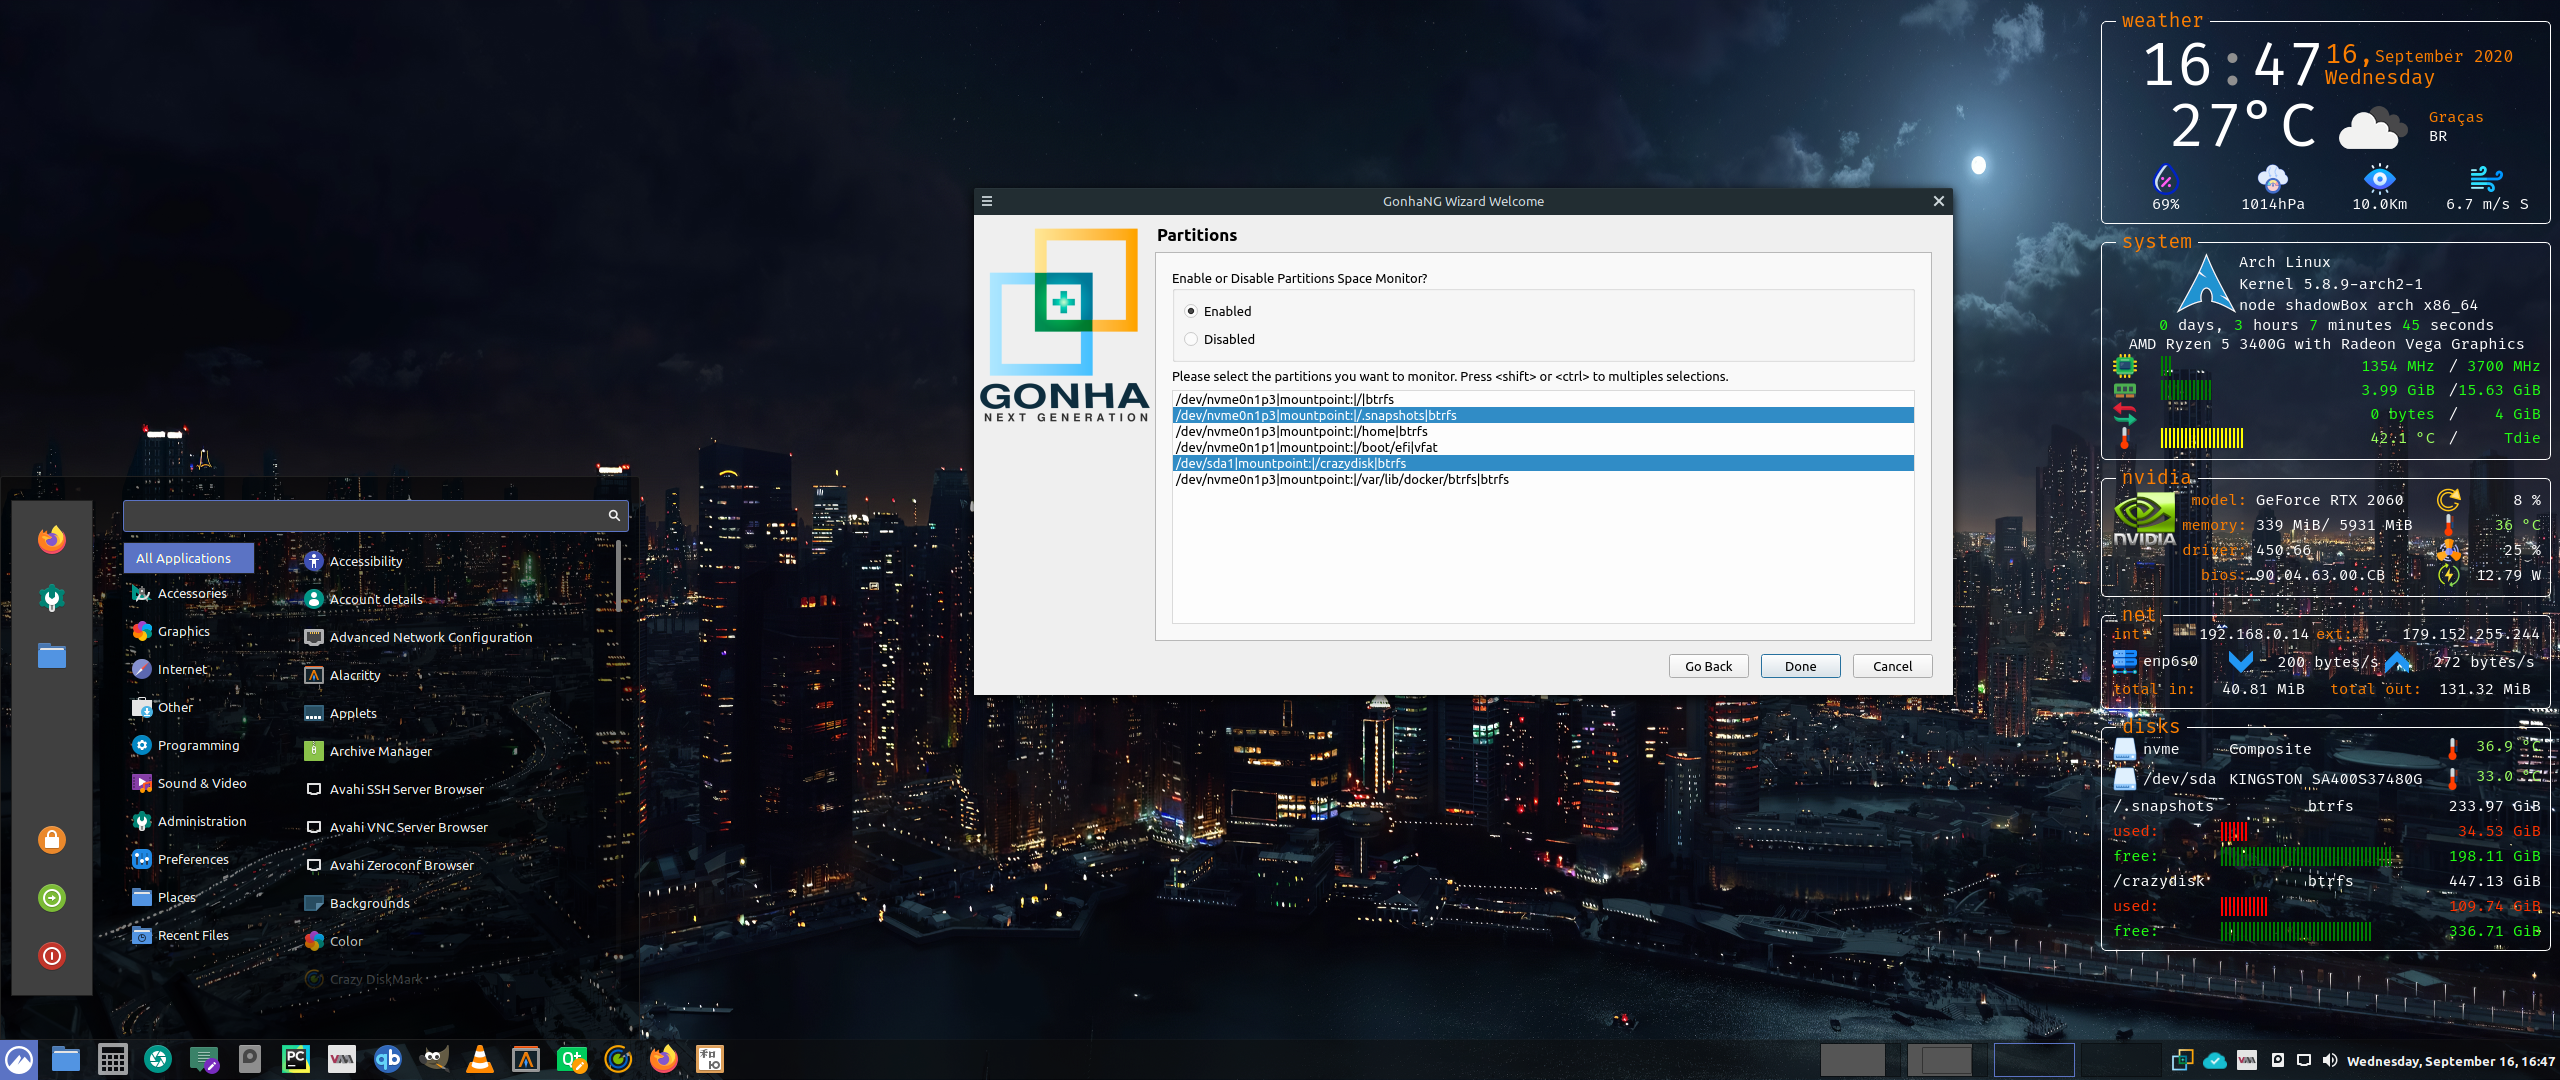 GonhaNG Wizard Welcome
GONHA
NEXT GENERATION
Partitions
Enable or Disable Partitions Space Monitor?
Enabled
Disabled
Please select the partitions you want to monitor. Press <shift> or <ctrl> to multiples selections.
/dev/nvme0n1p3|mountpoint:|/|btrfs
/dev/nvme0n1p3|mountpoint:|/.snapshots|btrfs
/dev/nvme0n1p3|mountpoint:|/home|btrfs
/dev/nvme0n1p1|mountpoint:|/boot/efi|vfat
/dev/sda1|mountpoint:|/crazydisk|btrfs
/dev/nvme0n1p3|mountpoint:|/var/lib/docker/btrfs|btrfs
Go Back
Done
Cancel
All Applications
Accessories
Graphics
Internet
Other
Programming
Sound & Video
Administration
Preferences
Places
Recent Files
Accessibility
Account details
Advanced Network Configuration
Alacritty
Applets
Archive Manager
Avahi SSH Server Browser
Avahi VNC Server Browser
Avahi Zeroconf Browser
Backgrounds
Color
Crazy DiskMark
weather
16:47 16, September 2020
Wednesday
27°C
Graças
BR
69% 1014hPa 10.0Km 6.7 m/s S
system
Arch Linux
Kernel 5.8.9-arch2-1
node shadowBox arch x86_64
0 days, 3 hours 7 minutes 45 seconds
AMD Ryzen 5 3400G with Radeon Vega Graphics
1354 MHz / 3700 MHz
3.99 GiB /15.63 GiB
0 bytes / 4 GiB
42.1 °C / Tdie
nvidia
NVIDIA
model: GeForce RTX 2060 8 %
memory: 339 MiB/ 5931 MiB 36 °C
driver: 450.66 25 %
bios: 90.04.63.00.CB 12.79 W
net
int: 192.168.0.14 ext: 179.152.255.244
enp6s0 200 bytes/s 272 bytes/s
total in: 40.81 MiB total out: 131.32 MiB
disks
nvme Composite 36.9 °C
/dev/sda KINGSTON SA400S37480G 33.0 °C
/.snapshots btrfs 233.97 GiB
used: 34.53 GiB
free: 198.11 GiB
/crazydisk btrfs 447.13 GiB
used: 109.74 GiB
free: 336.71 GiB
PC
qb
Wednesday, September 16, 16:47